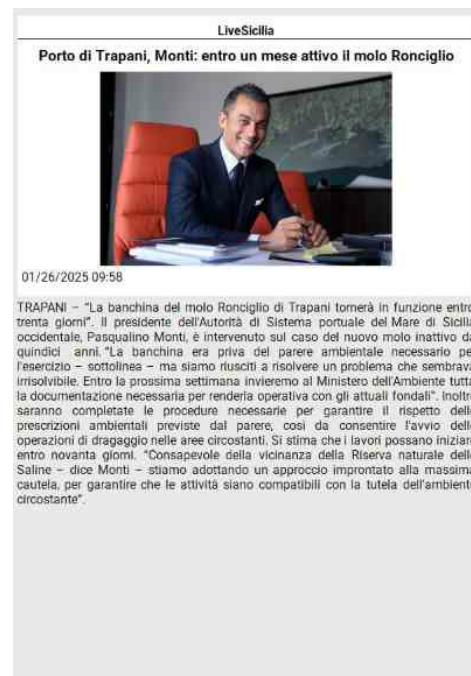 LiveSicilia
Porto di Trapani, Monti: entro un mese attivo il molo Ronciglio
01/26/2025 09:58
TRAPANI – "La banchina del molo Ronciglio di Trapani tornerà in funzione entro
trenta giorni". Il presidente dell'Autorità di Sistema portuale del Mare di Sicilia
occidentale, Pasqualino Monti, è intervenuto sul caso del nuovo molo inattivo da
quindici anni. "La banchina era priva del parere ambientale necessario per
l'esercizio – sottolinea – ma siamo riusciti a risolvere un problema che sembrava
irrisolvibile. Entro la prossima settimana invieremo al Ministero dell'Ambiente tutta
la documentazione necessaria per renderla operativa con gli attuali fondali". Inoltre
saranno completate le procedure necessarie per garantire il rispetto delle
prescrizioni ambientali previste dal parere, così da consentire l'avvio delle
operazioni di dragaggio nelle aree circostanti. Si stima che i lavori possano iniziare
entro novanta giorni. "Consapevole della vicinanza della Riserva naturale delle
Saline – dice Monti – stiamo adottando un approccio improntato alla massima
cautela, per garantire che le attività siano compatibili con la tutela dell'ambiente
circostante".